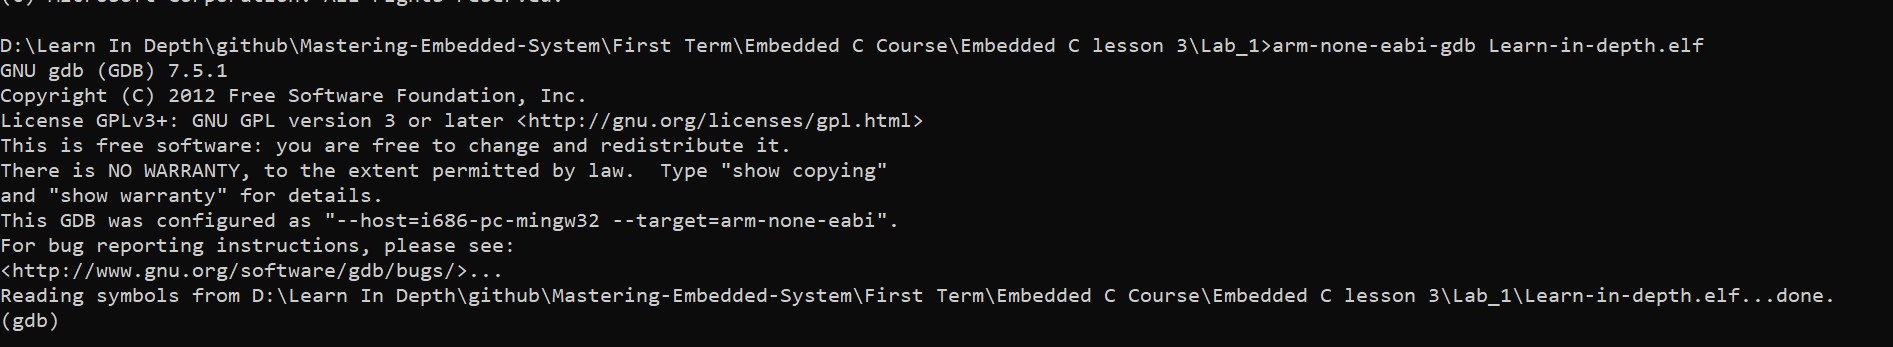 (c) Microsoft Corporation. All rights reserved.
D:\Learn In Depth\github\Mastering-Embedded-System\First Term\Embedded C Course\Embedded C lesson 3\Lab_1>arm-none-eabi-gdb Learn-in-depth.elf
GNU gdb (GDB) 7.5.1
Copyright (C) 2012 Free Software Foundation, Inc.
License GPLv3+: GNU GPL version 3 or later <http://gnu.org/licenses/gpl.html>
This is free software: you are free to change and redistribute it.
There is NO WARRANTY, to the extent permitted by law.  Type "show copying"
and "show warranty" for details.
This GDB was configured as "--host=i686-pc-mingw32 --target=arm-none-eabi".
For bug reporting instructions, please see:
<http://www.gnu.org/software/gdb/bugs/>...
Reading symbols from D:\Learn In Depth\github\Mastering-Embedded-System\First Term\Embedded C Course\Embedded C lesson 3\Lab_1\Learn-in-depth.elf...done.
(gdb)